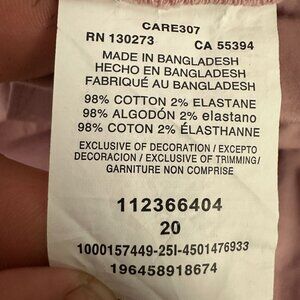 CARE307
RN 130273 CA 55394
MADE IN BANGLADESH
HECHO EN BANGLADESH
FABRIQUÉ AU BANGLADESH
98% COTTON 2% ELASTANE
98% ALGODÓN 2% elastano
98% COTON 2% ÉLASTHANNE
EXCLUSIVE OF DECORATION / EXCEPTO
DECORACION / EXCLUSIVE OF TRIMMING/
GARNITURE NON COMPRISE
112366404
20
1000157449-25I-4501476933
196458918674